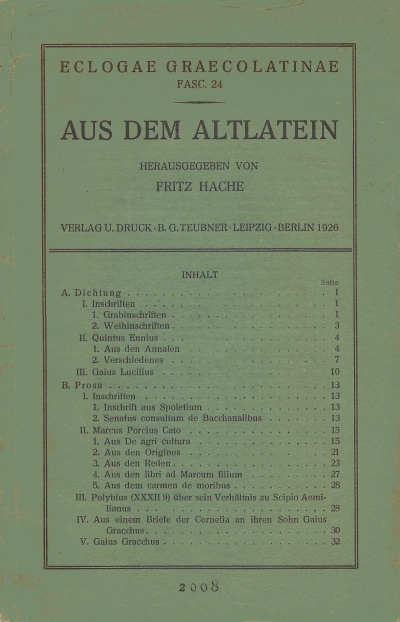 ECLOGAE GRAECOLATINAE
FASC. 24
AUS DEM ALTLATEIN
HERAUSGEGEBEN VON
FRITZ HACHE
VERLAG U. DRUCK · B. G. TEUBNER · LEIPZIG · BERLIN 1926
INHALT
Seite
A. Dichtung 1
I. Inschriften 1
1. Grabinschriften 1
2. Weihinschriften 3
II. Quintus Ennius 4
1. Aus den Annalen 4
2. Verschiedenes 7
III. Gaius Lucilius 10
B. Prosa 13
I. Inschriften 13
1. Inschrift aus Spoletium 13
2. Senatus consultum de Bacchanalibus 13
II. Marcus Porcius Cato 15
1. Aus De agri cultura 15
2. Aus den Origines 21
3. Aus den Reden 23
4. Aus den libri ad Marcum filium 27
5. Aus dem carmen de moribus 28
III. Polybius (XXXII 9) über sein Verhältnis zu Scipio Aemi-
lianus 28
IV. Aus einem Briefe der Cornelia an ihren Sohn Gaius
Gracchus 30
V. Gaius Gracchus 32
2008